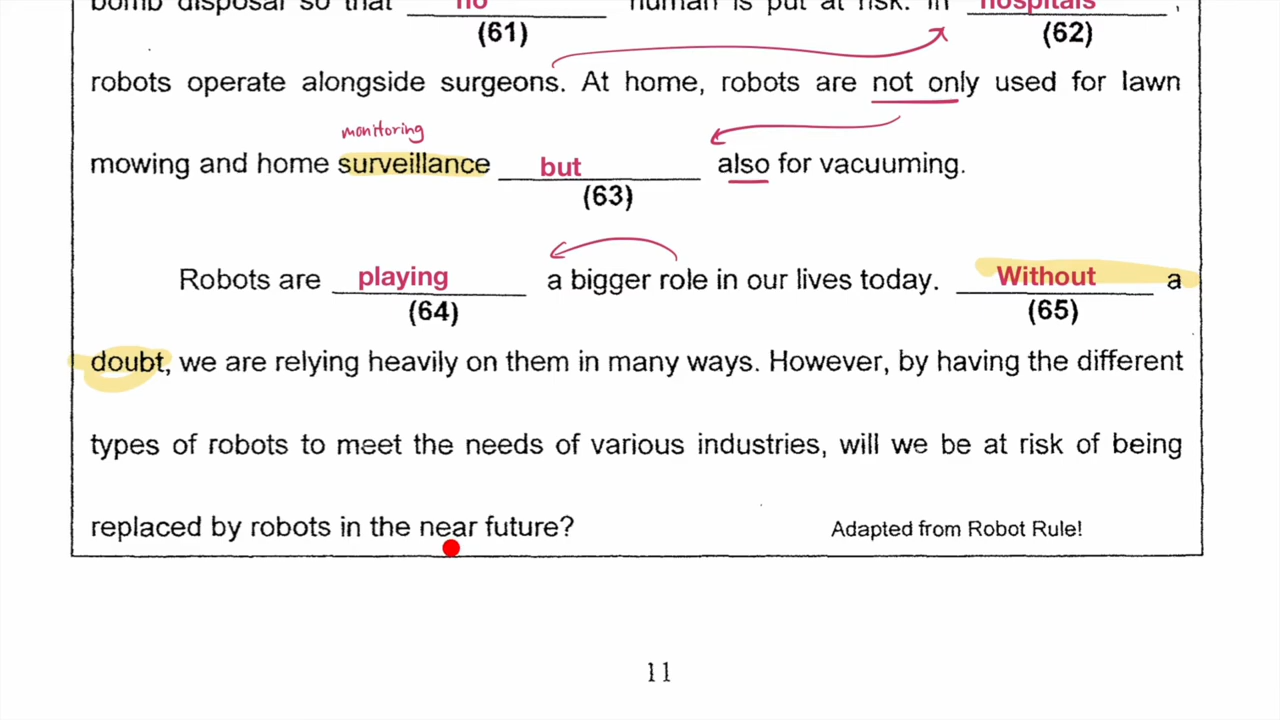 bomb disposal so that no human is put at risk. In hospitals,
(61) (62)
robots operate alongside surgeons. At home, robots are not only used for lawn
monitoring
mowing and home surveillance but also for vacuuming.
(63)
Robots are playing a bigger role in our lives today. Without a
(64) (65)
doubt, we are relying heavily on them in many ways. However, by having the different
types of robots to meet the needs of various industries, will we be at risk of being
replaced by robots in the near future? Adapted from Robot Rule!
11